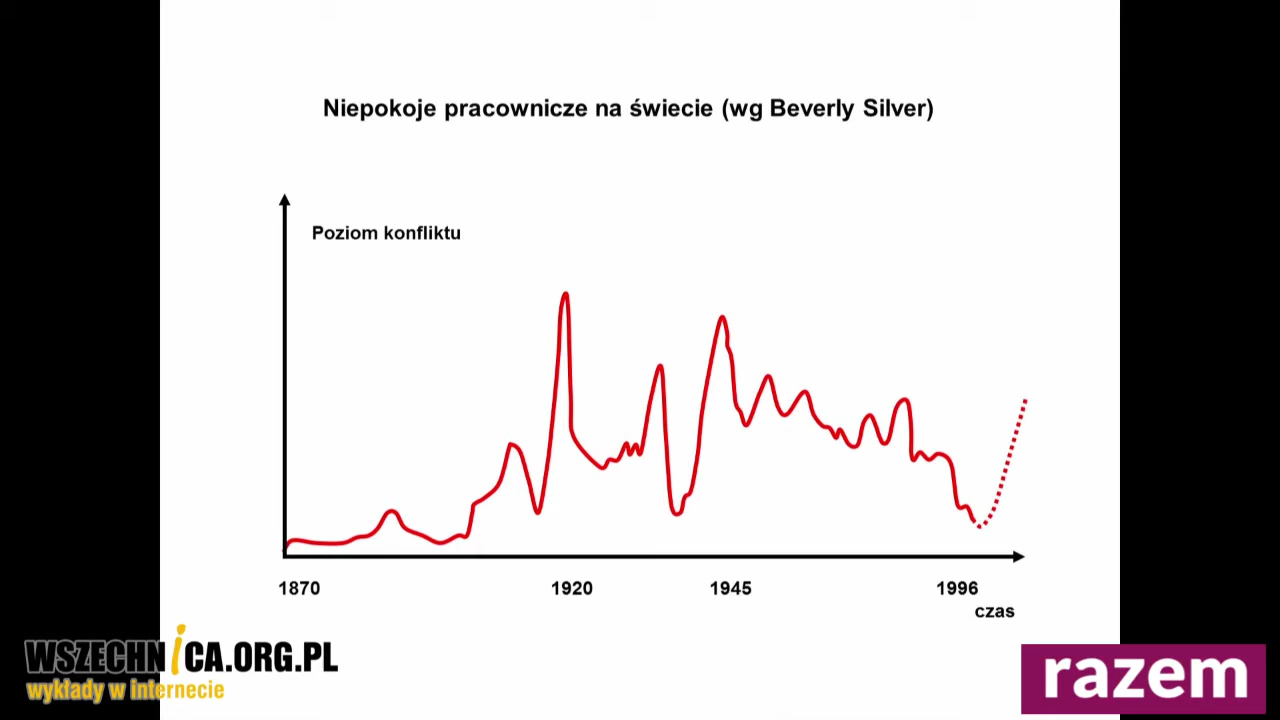 Niepokoje pracownicze na świecie (wg Beverly Silver)
Poziom konfliktu
1870 1920 1945 1996
czas
WSZECHNiCA.ORG.PL
wykłady w internecie
razem